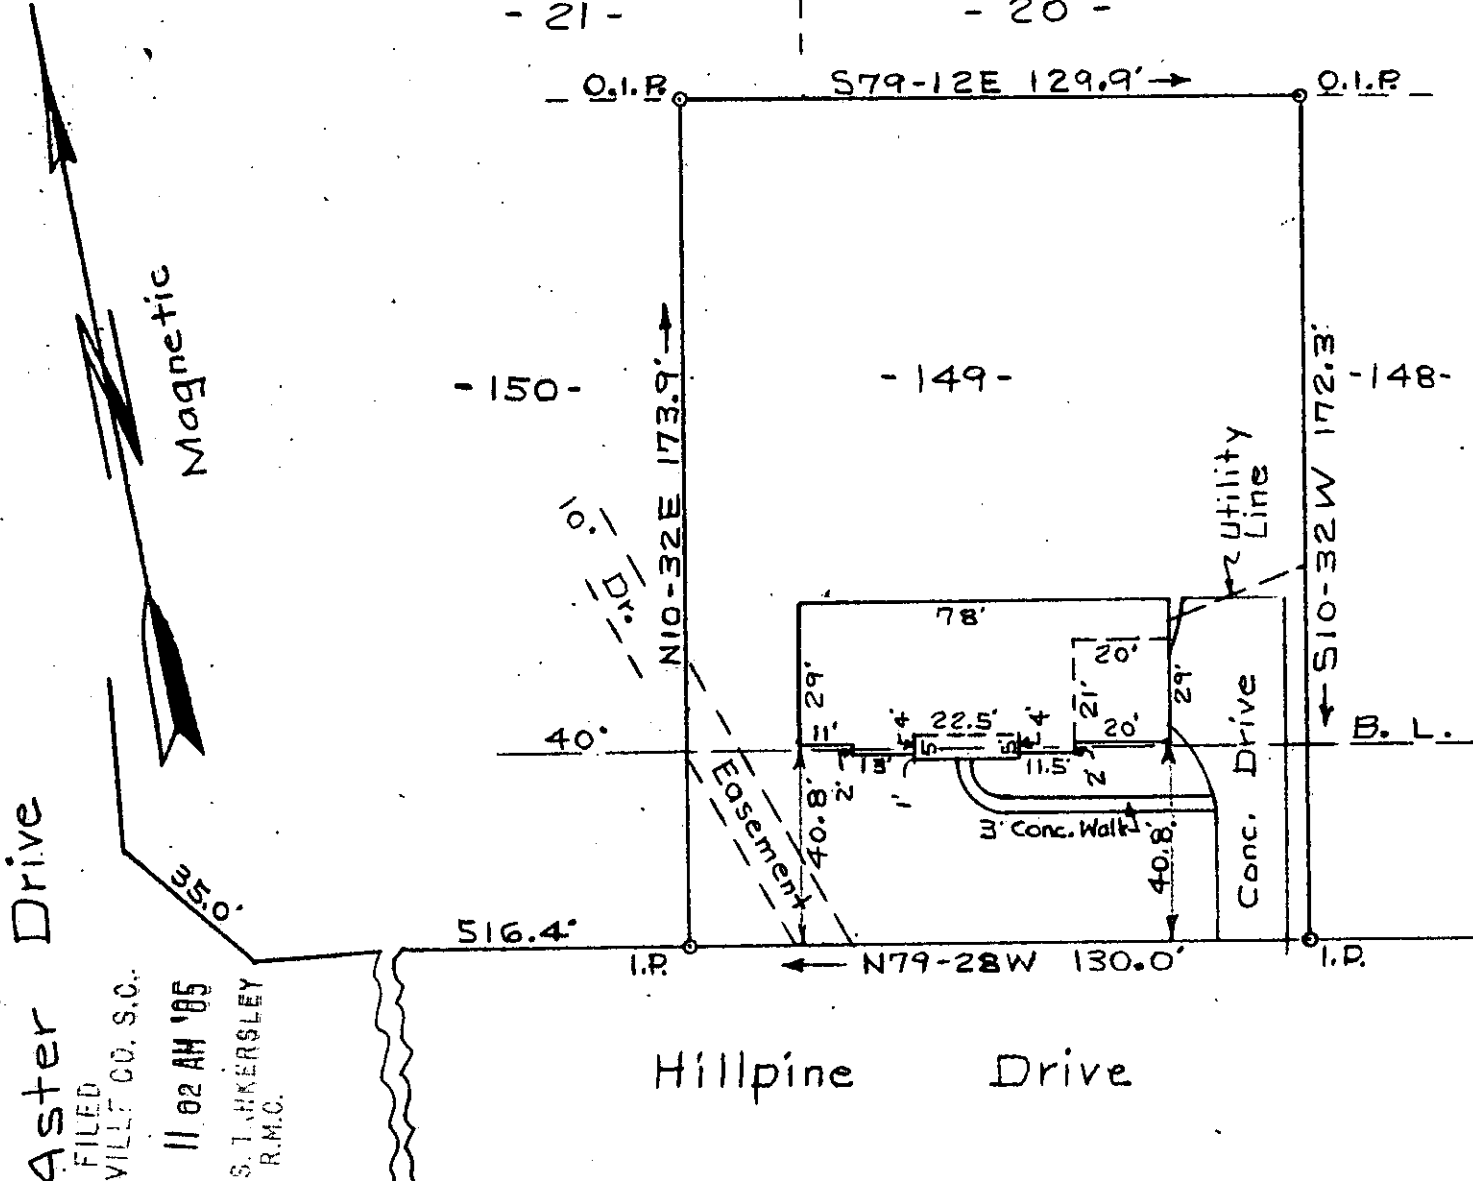 - 21 -
- 20 -
O.I.P.
S79-12E 129.9'
O.I.P.
Magnetic
- 150 -
N10-32E 173.9'
- 149 -
S10-32W 172.3'
- 148 -
Utility
Line
10'
Dr.
Easement
78'
29'
20'
21'
29'
40'
11'
2'
13'
4'
22.5'
4'
5
5
1'
11.5'
2'
20'
B. L.
40.8'
3' Conc. Walk
40.8'
Conc. Drive
35.0'
516.4'
I.P.
N79-28W 130.0'
I.P.
Aster Drive
Hillpine Drive
FILED
VILLE CO. S.C.
11 02 AM '85
R.M.C.